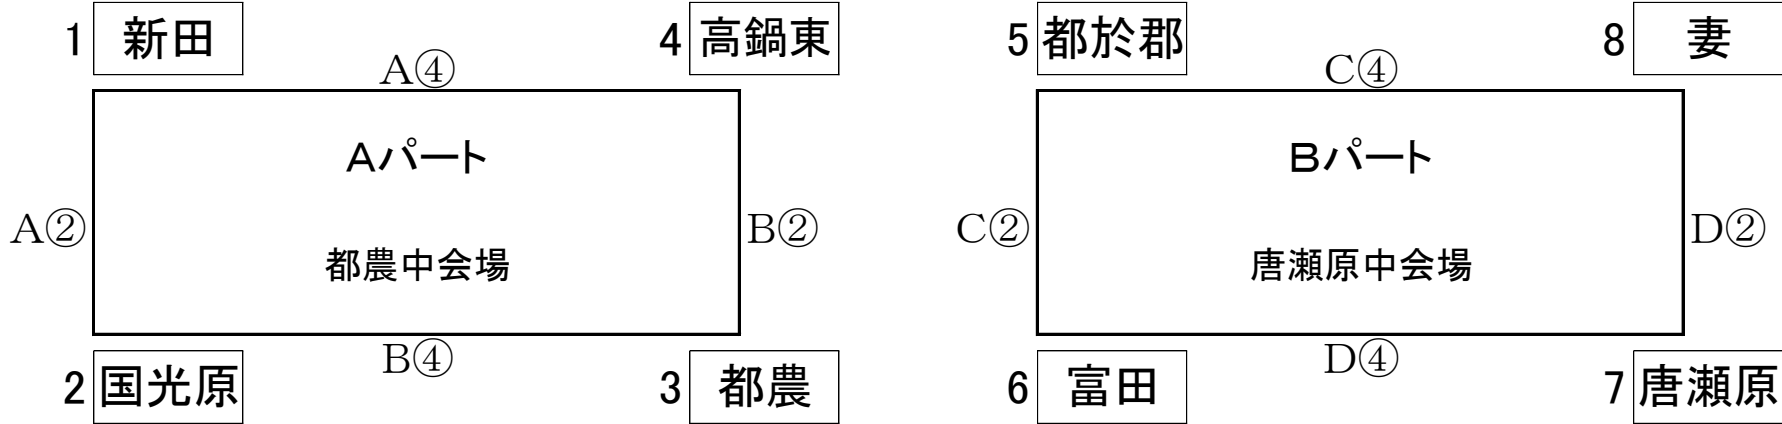 1 新田 4 高鍋東 5 都於郡 8 妻
A④ C④
Aパート Bパート
A② B② C② D②
都農中会場 唐瀬原中会場
B④ D④
2 国光原 3 都農 6 富田 7 唐瀬原